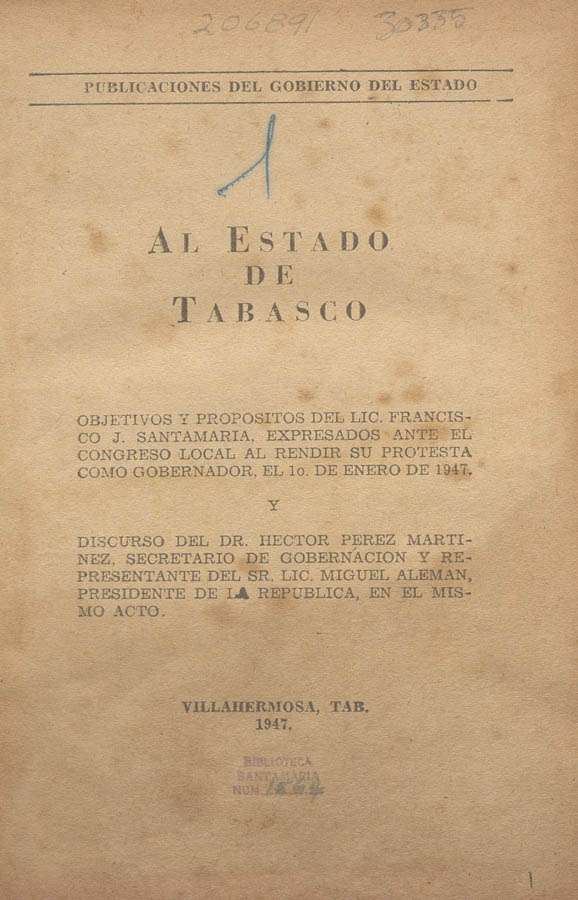 206891 30355
PUBLICACIONES DEL GOBIERNO DEL ESTADO
1
AL ESTADO
DE
TABASCO
OBJETIVOS Y PROPOSITOS DEL LIC. FRANCIS-
CO J. SANTAMARIA, EXPRESADOS ANTE EL
CONGRESO LOCAL AL RENDIR SU PROTESTA
COMO GOBERNADOR, EL 1o. DE ENERO DE 1947.
Y
DISCURSO DEL DR. HECTOR PEREZ MARTI-
NEZ, SECRETARIO DE GOBERNACION Y RE-
PRESENTANTE DEL SR. LIC. MIGUEL ALEMAN,
PRESIDENTE DE LA REPUBLICA, EN EL MIS-
MO ACTO.
VILLAHERMOSA, TAB.
1947.
BIBLIOTECA
SANTAMARIA
NUM.